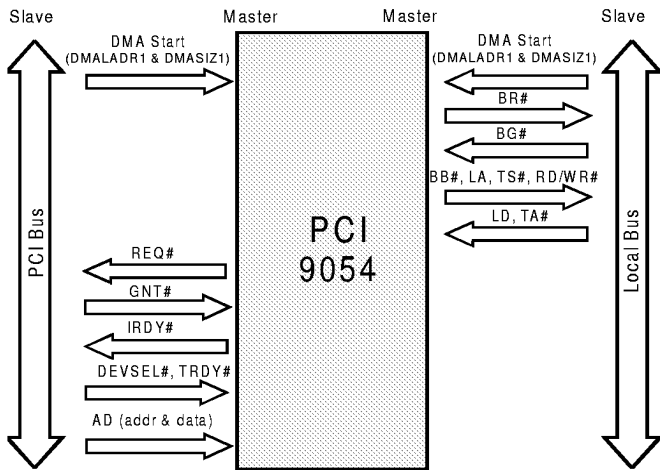 Slave
Master
Master
Slave
DMA Start
(DMALADR1 & DMASIZ1)
DMA Start
(DMALADR1 & DMASIZ1)
BR#
BG#
BB#, LA, TS#, RD/WR#
LD, TA#
PCI Bus
PCI
9054
Local Bus
REQ#
GNT#
IRDY#
DEVSEL#, TRDY#
AD (addr & data)